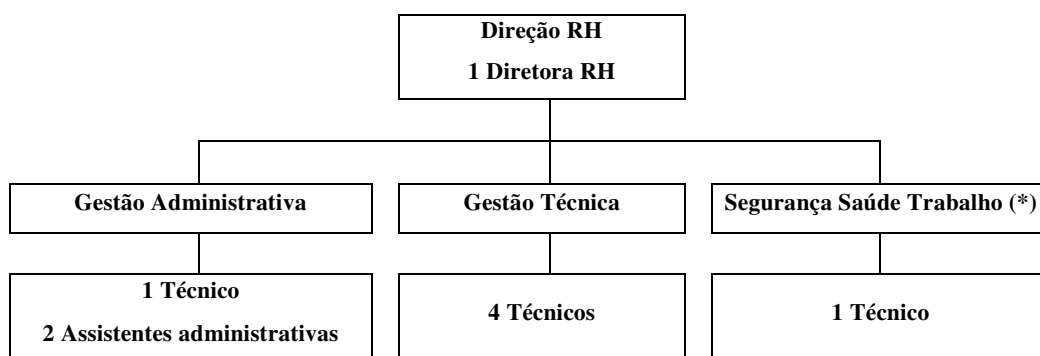 Direção RH
1 Diretora RH
Gestão Administrativa
Gestão Técnica
Segurança Saúde Trabalho (*)
1 Técnico
2 Assistentes administrativas
4 Técnicos
1 Técnico